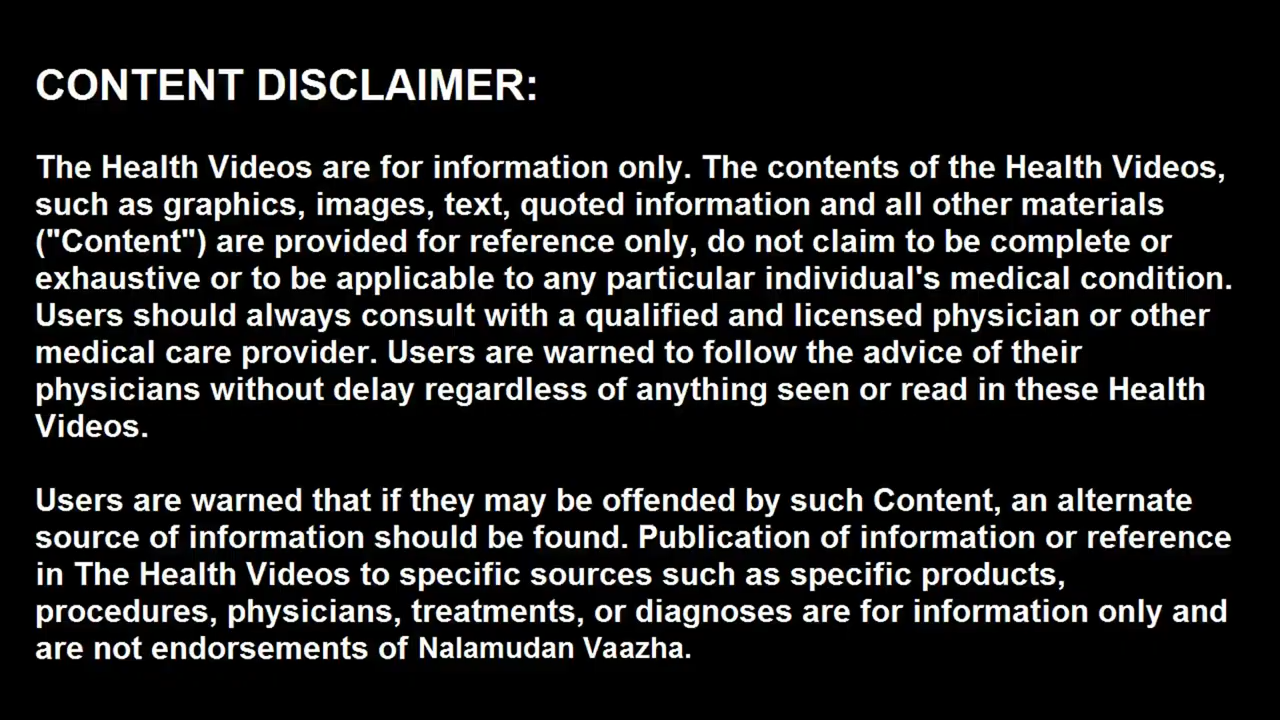 CONTENT DISCLAIMER:
The Health Videos are for information only. The contents of the Health Videos,
such as graphics, images, text, quoted information and all other materials
("Content") are provided for reference only, do not claim to be complete or
exhaustive or to be applicable to any particular individual's medical condition.
Users should always consult with a qualified and licensed physician or other
medical care provider. Users are warned to follow the advice of their
physicians without delay regardless of anything seen or read in these Health
Videos.
Users are warned that if they may be offended by such Content, an alternate
source of information should be found. Publication of information or reference
in The Health Videos to specific sources such as specific products,
procedures, physicians, treatments, or diagnoses are for information only and
are not endorsements of Nalamudan Vaazha.